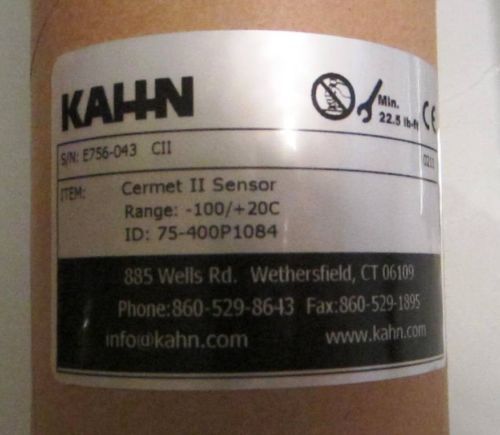 KAHN
Min.
22.5 lb-ft
CE
S/N: E756-043 CII
0211
ITEM: Cermet II Sensor
Range: -100/+20C
ID: 75-400P1084
885 Wells Rd. Wethersfield, CT 06109
Phone:860-529-8643 Fax:860-529-1895
info@kahn.com www.kahn.com